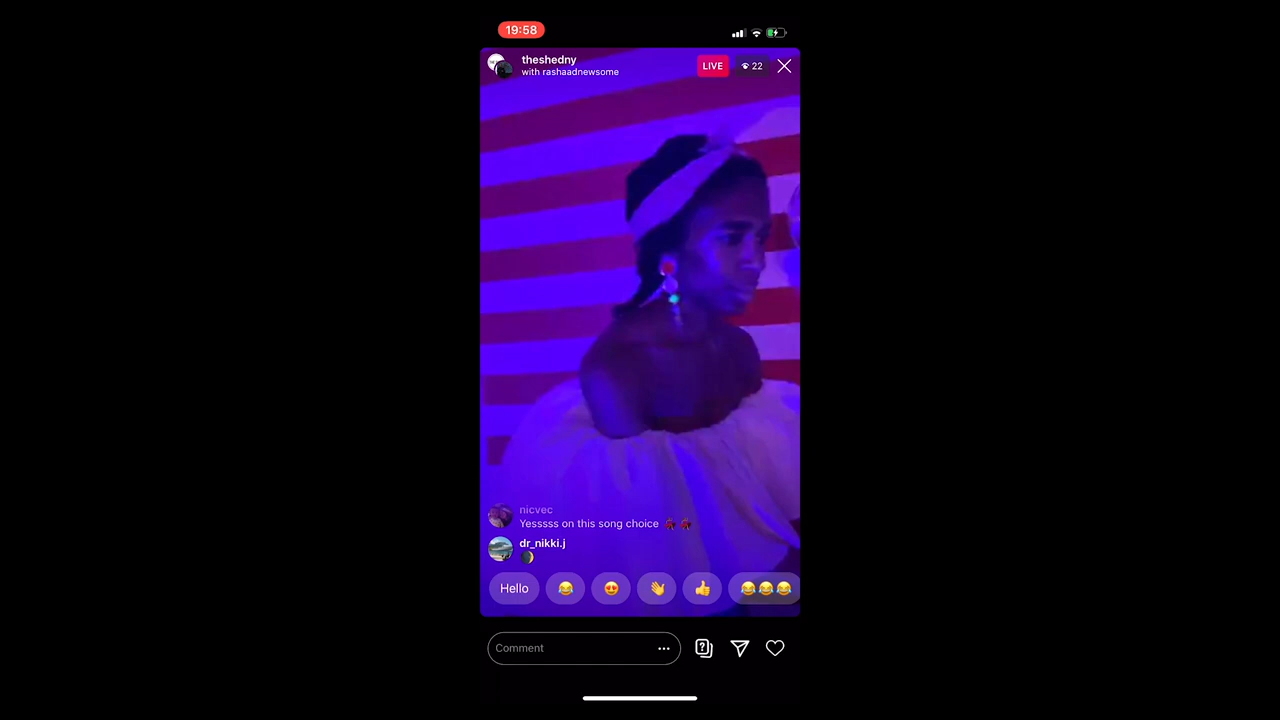 19:58
theshedny
with rashaadnewsome
LIVE
22
nicvec
Yesssss on this song choice
dr_nikki.j
Hello
Comment